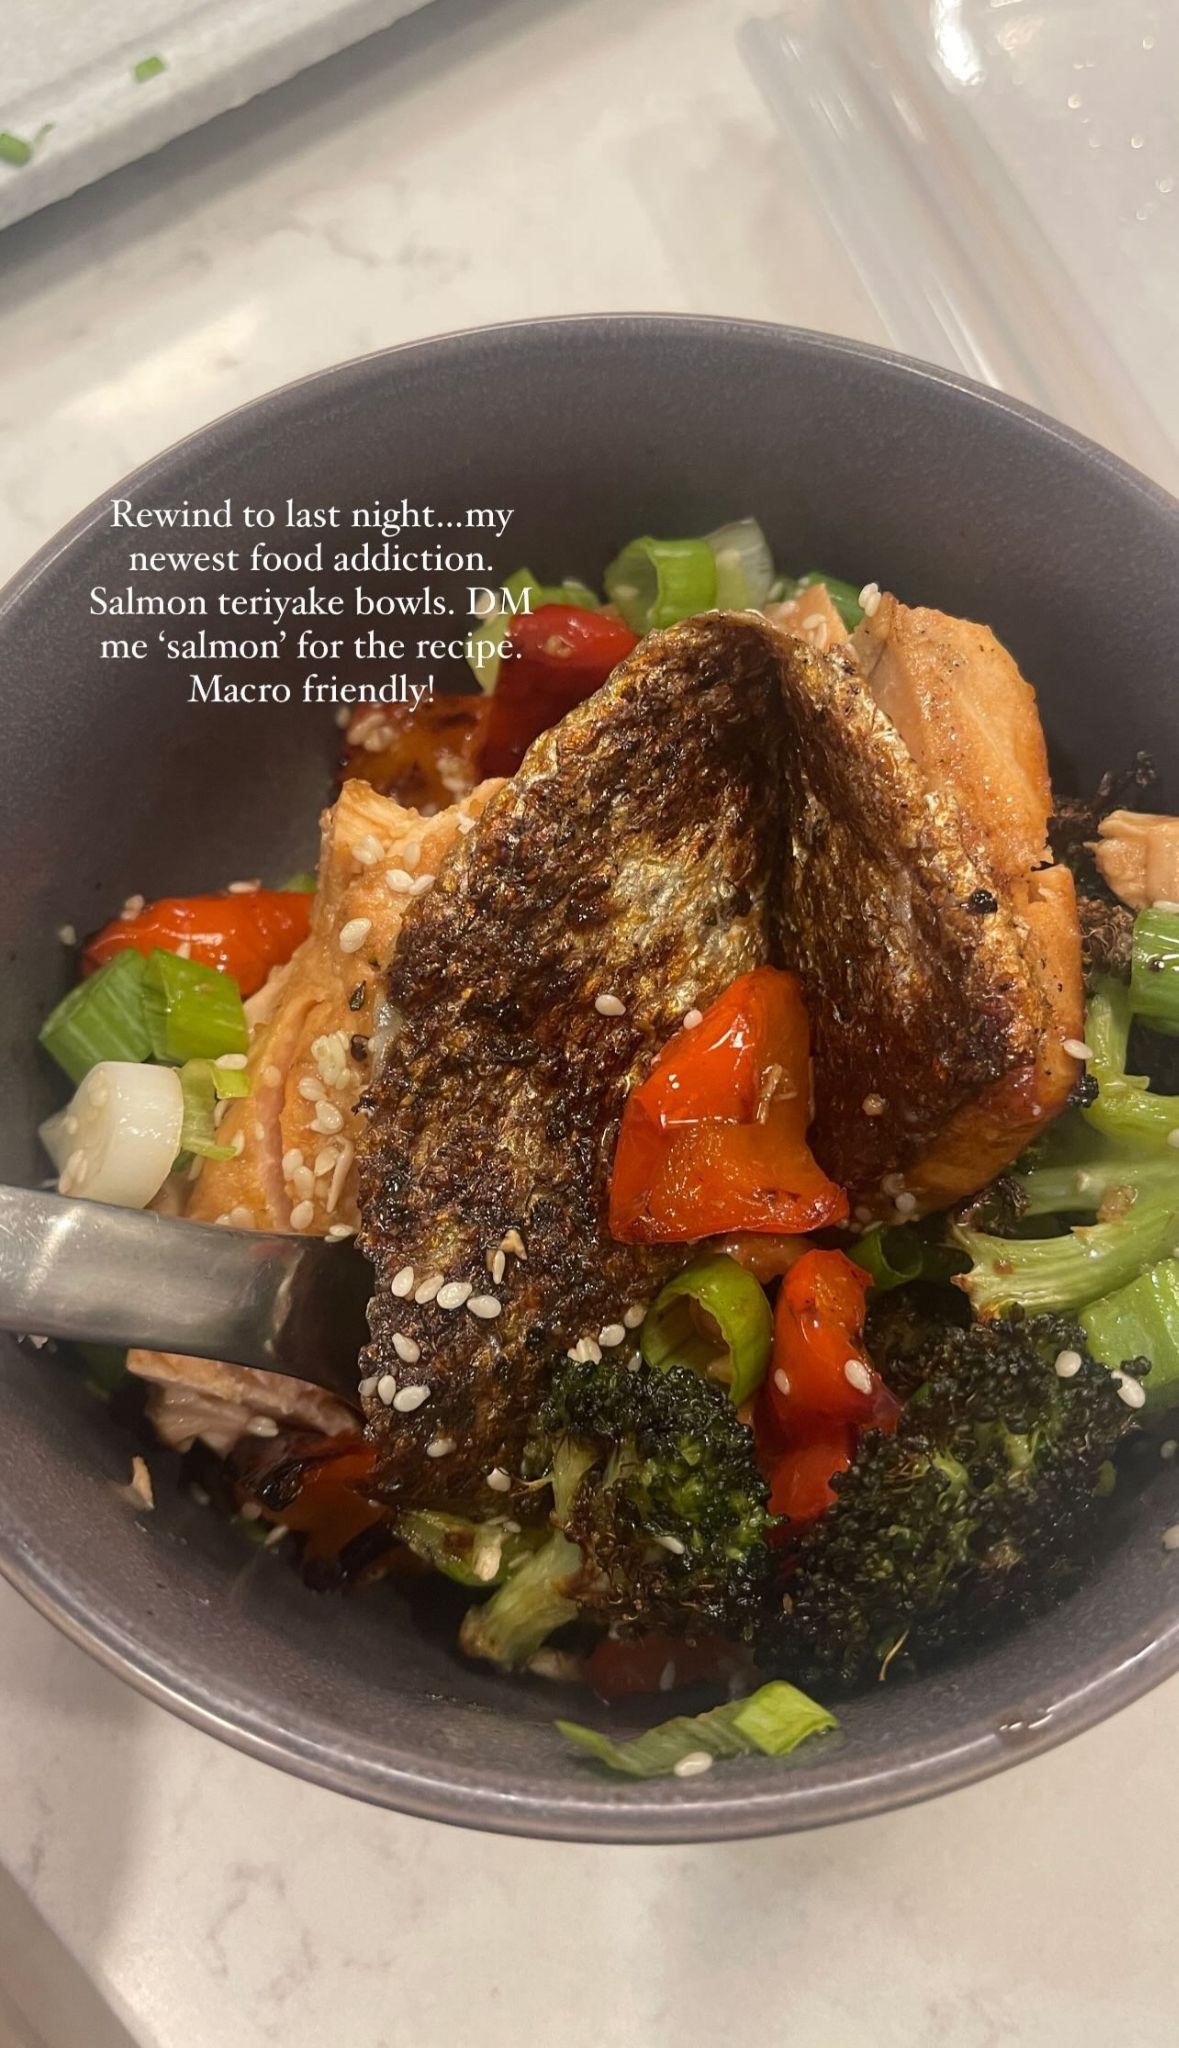 Rewind to last night...my
newest food addiction.
Salmon teriyake bowls. DM
me ‘salmon’ for the recipe.
Macro friendly!